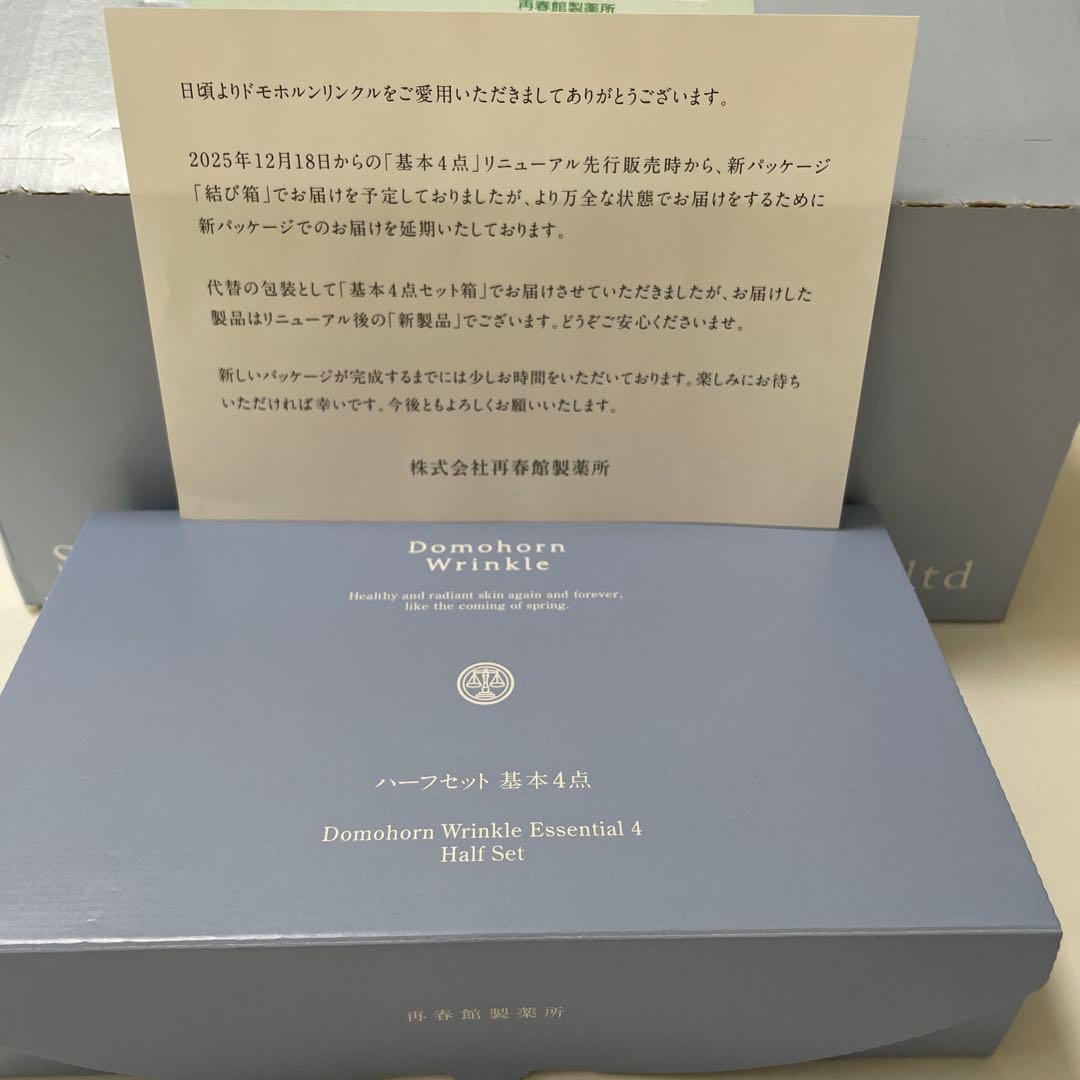 再春館製薬所
日頃よりドモホルンリンクルをご愛用いただきましてありがとうございます。
2025年12月18日からの「基本4点」リニューアル先行販売時から、新パッケージ
「結び箱」でお届けを予定しておりましたが、より万全な状態でお届けをするために
新パッケージでのお届けを延期いたしております。
代替の包装として「基本4点セット箱」でお届けさせていただきましたが、お届けした
製品はリニューアル後の「新製品」でございます。どうぞご安心くださいませ。
新しいパッケージが完成するまでには少しお時間をいただいております。楽しみにお待ち
いただければ幸いです。今後ともよろしくお願いいたします。
株式会社再春館製薬所
ltd
Domohorn
Wrinkle
Healthy and radiant skin again and forever,
like the coming of spring.
ハーフセット 基本4点
Domohorn Wrinkle Essential 4
Half Set
再春館製薬所